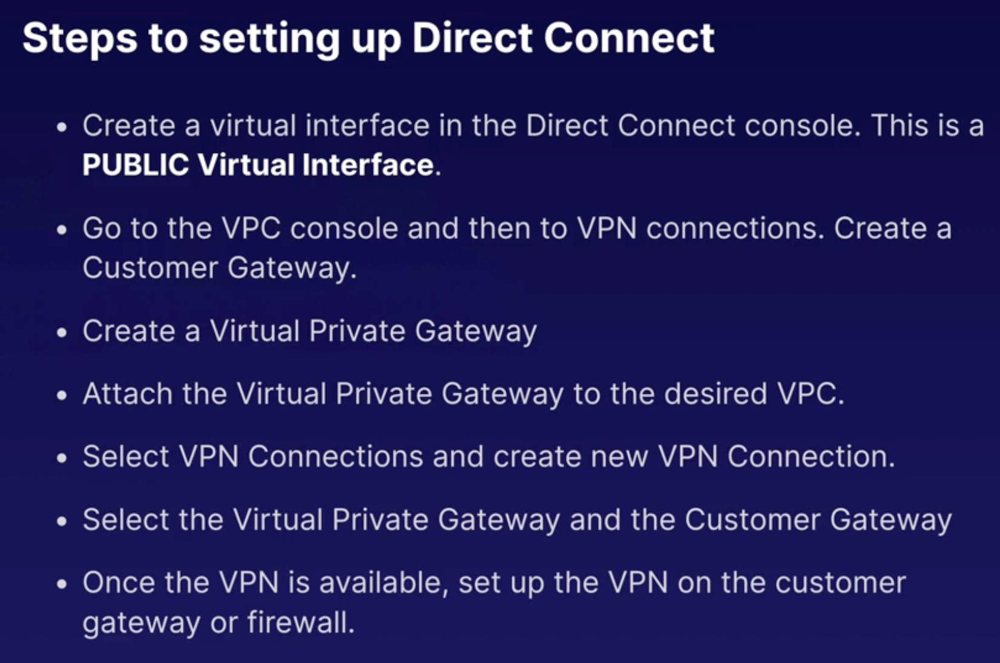 Steps to setting up Direct Connect
• Create a virtual interface in the Direct Connect console. This is a
PUBLIC Virtual Interface.
• Go to the VPC console and then to VPN connections. Create a
Customer Gateway.
• Create a Virtual Private Gateway
• Attach the Virtual Private Gateway to the desired VPC.
• Select VPN Connections and create new VPN Connection.
• Select the Virtual Private Gateway and the Customer Gateway
• Once the VPN is available, set up the VPN on the customer
gateway or firewall.